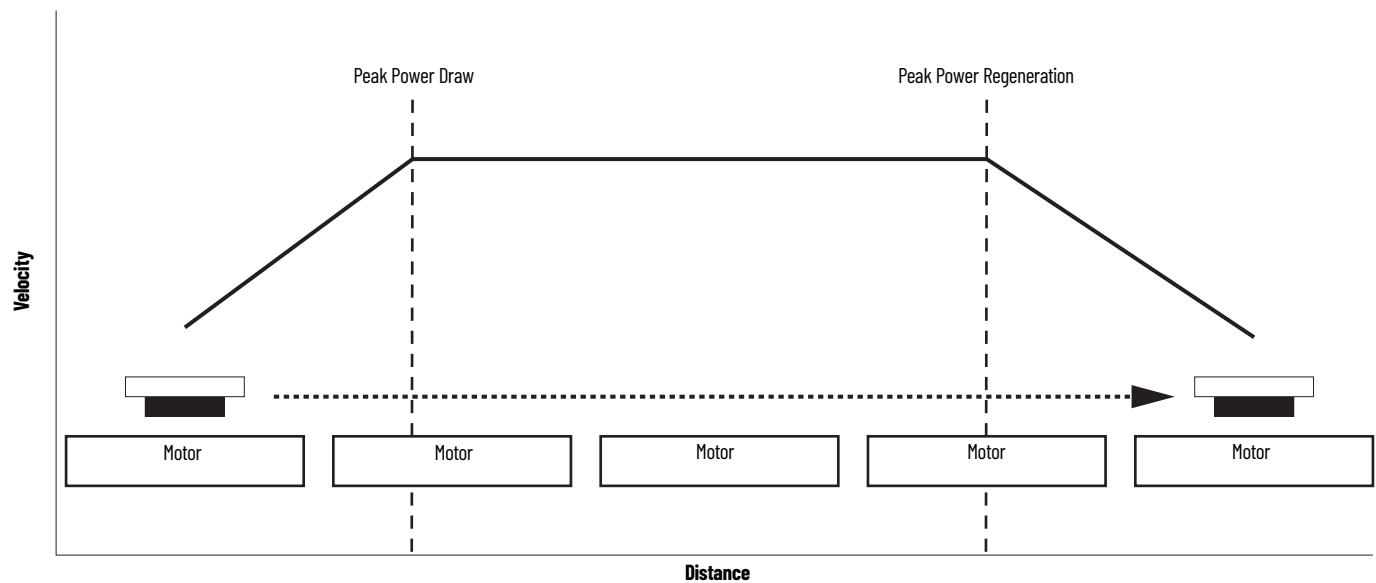 Peak Power Draw
Peak Power Regeneration
Velocity
Motor
Motor
Motor
Motor
Motor
Distance